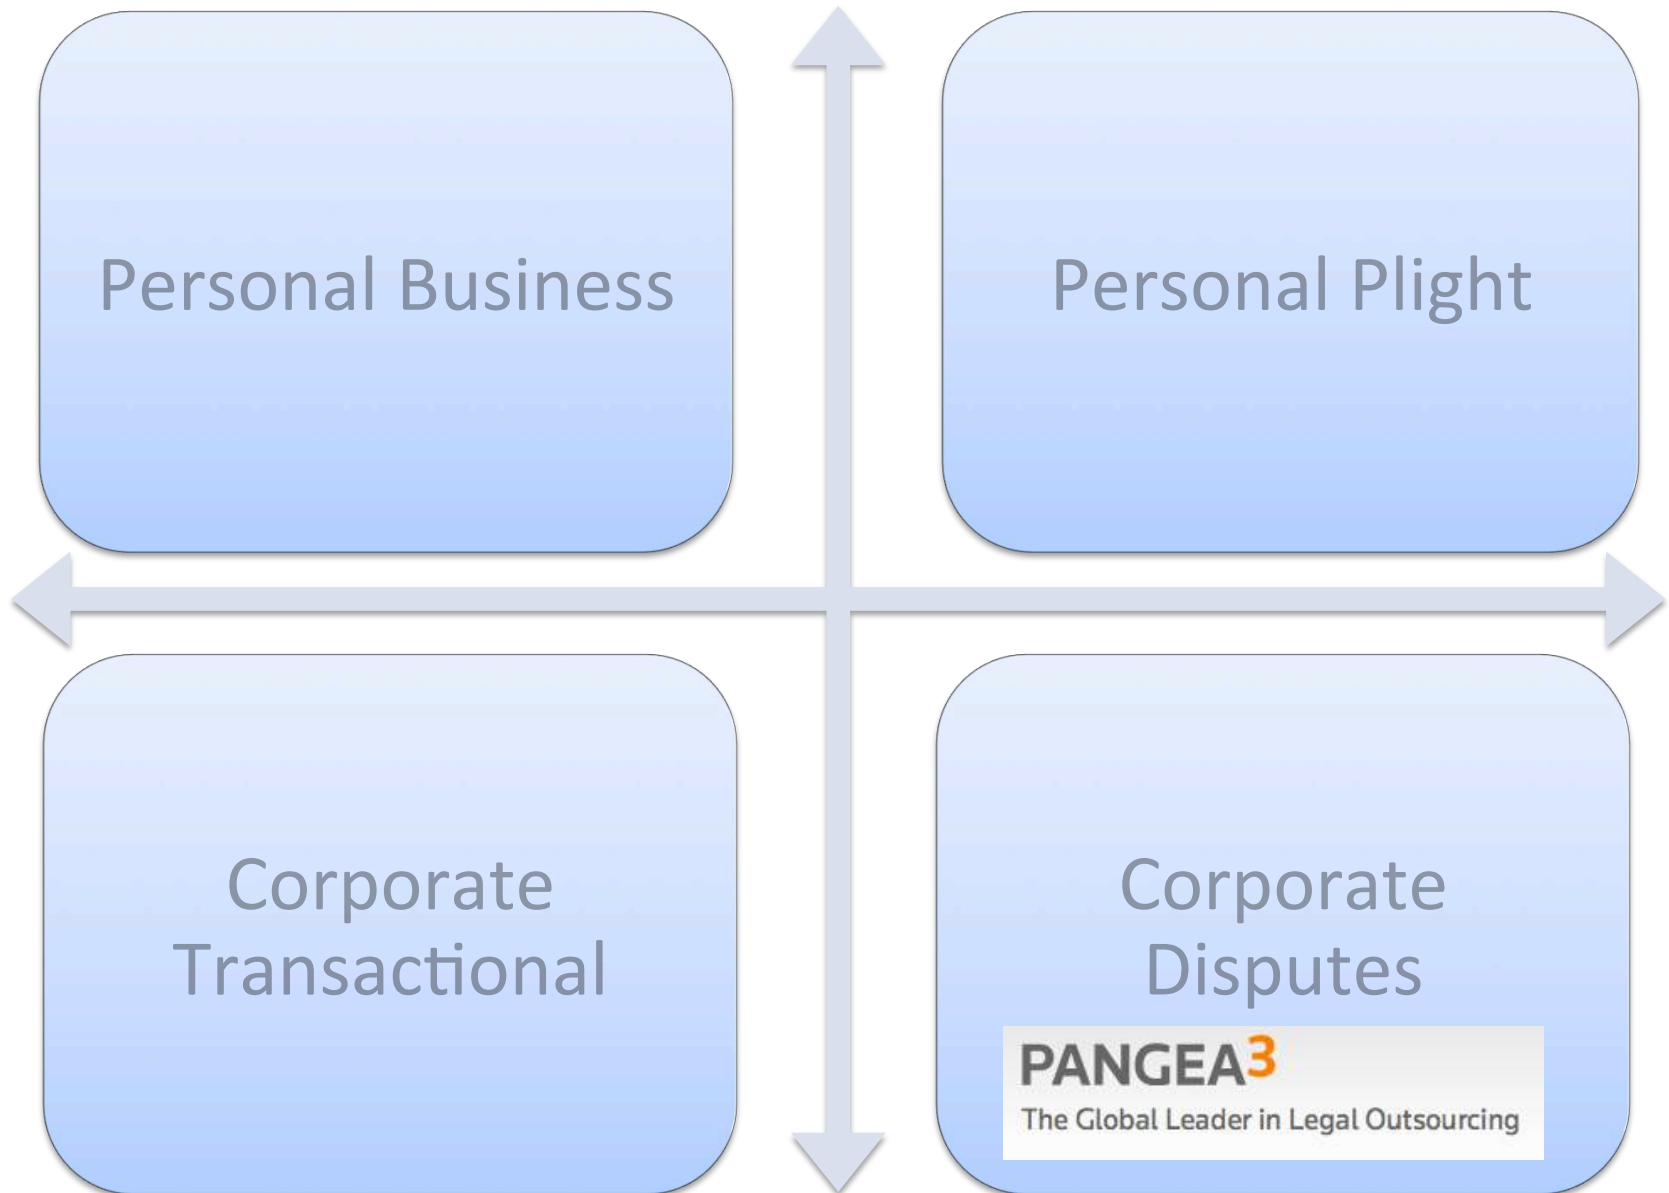 Personal Business
Personal Plight
Corporate
Transactional
Corporate
Disputes
PANGEA3
The Global Leader in Legal Outsourcing